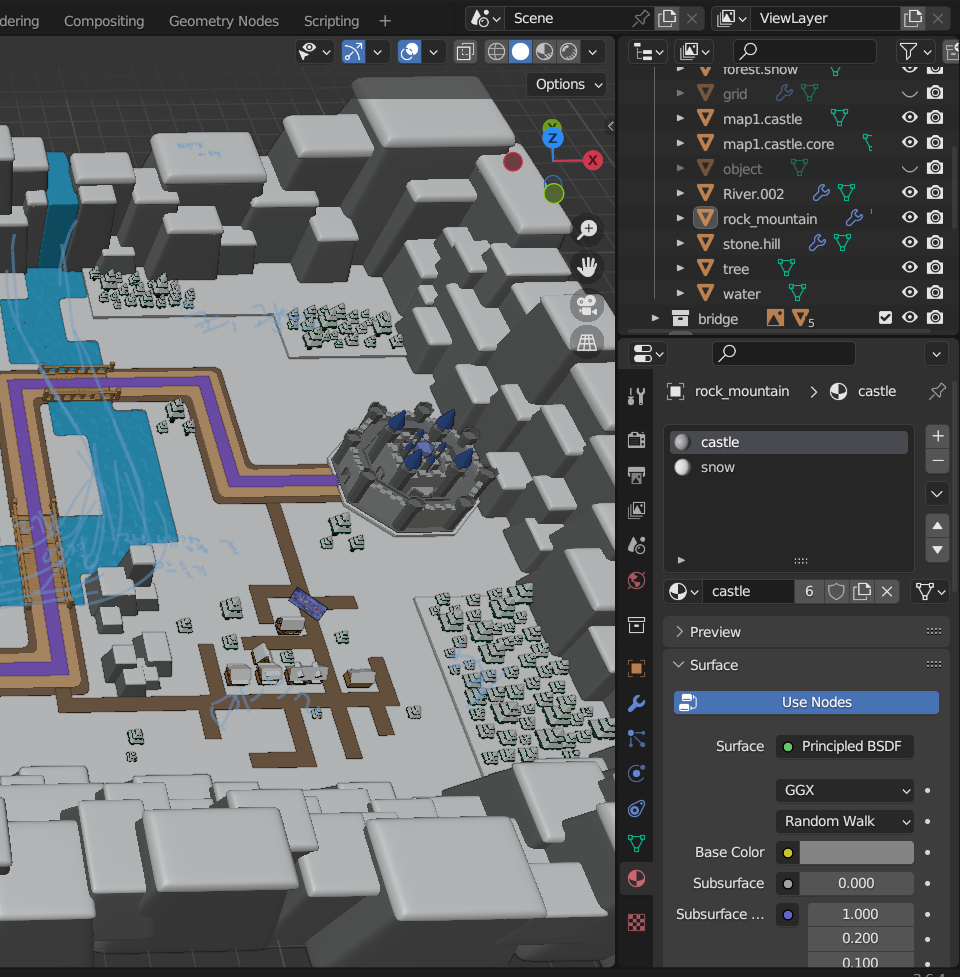 dering
Compositing
Geometry Nodes
Scripting
+
Scene
ViewLayer
Options
forest.snow
grid
map1.castle
map1.castle.core
object
River.002
rock_mountain
stone.hill
tree
water
bridge
5
Y
Z
X
rock_mountain > castle
castle
snow
castle
6
Preview
Surface
Use Nodes
Surface
Principled BSDF
GGX
Random Walk
Base Color
Subsurface
0.000
Subsurface ...
1.000
0.200
0.100